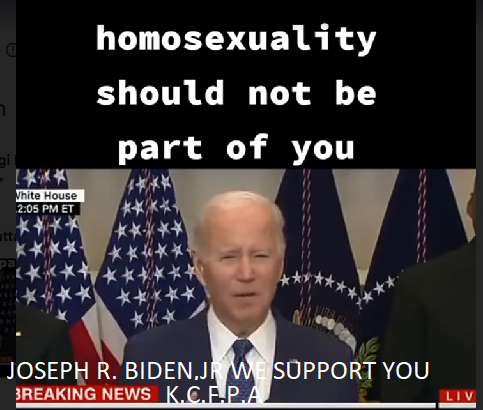 homosexuality
should not be
part of you
White House
2:05 PM ET
JOSEPH R. BIDEN,JR WE SUPPORT YOU
BREAKING NEWS
K.C.F.P.A
LIV